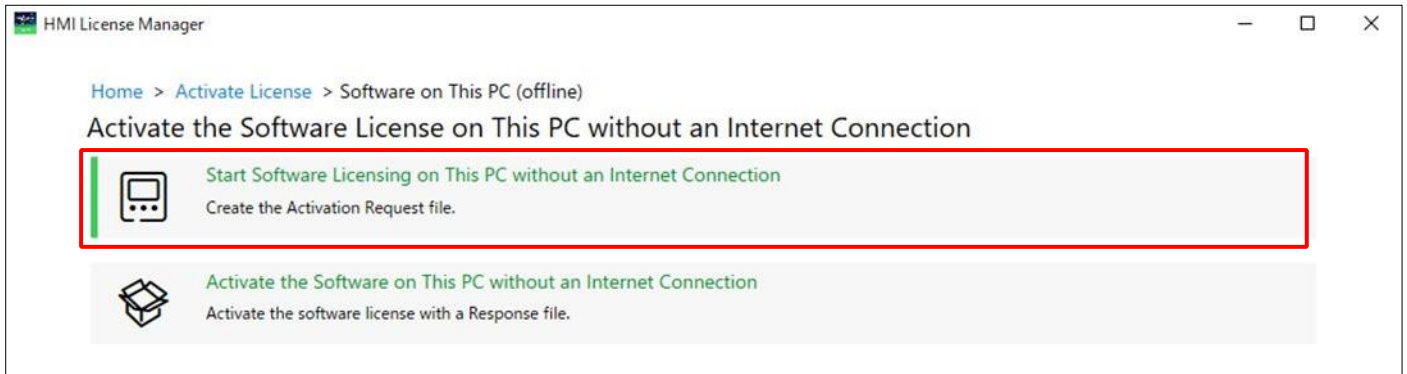 HMI License Manager
Home > Activate License > Software on This PC (offline)
Activate the Software License on This PC without an Internet Connection
Start Software Licensing on This PC without an Internet Connection
Create the Activation Request file.
Activate the Software on This PC without an Internet Connection
Activate the software license with a Response file.